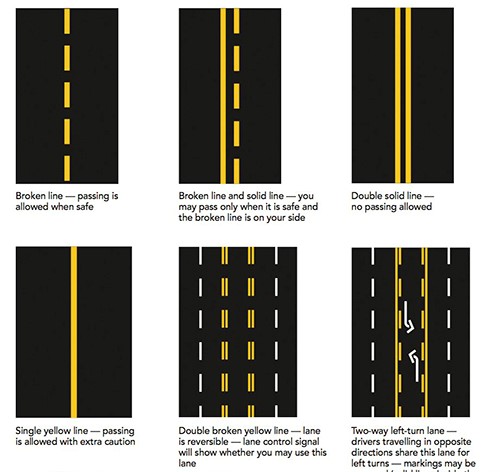 Broken line — passing is
allowed when safe
Broken line and solid line — you
may pass only when it is safe and
the broken line is on your side
Double solid line —
no passing allowed
Single yellow line — passing
is allowed with extra caution
Double broken yellow line — lane
is reversible — lane control signal
will show whether you may use this
lane
Two-way left-turn lane —
drivers travelling in opposite
directions share this lane for
left turns — markings may be